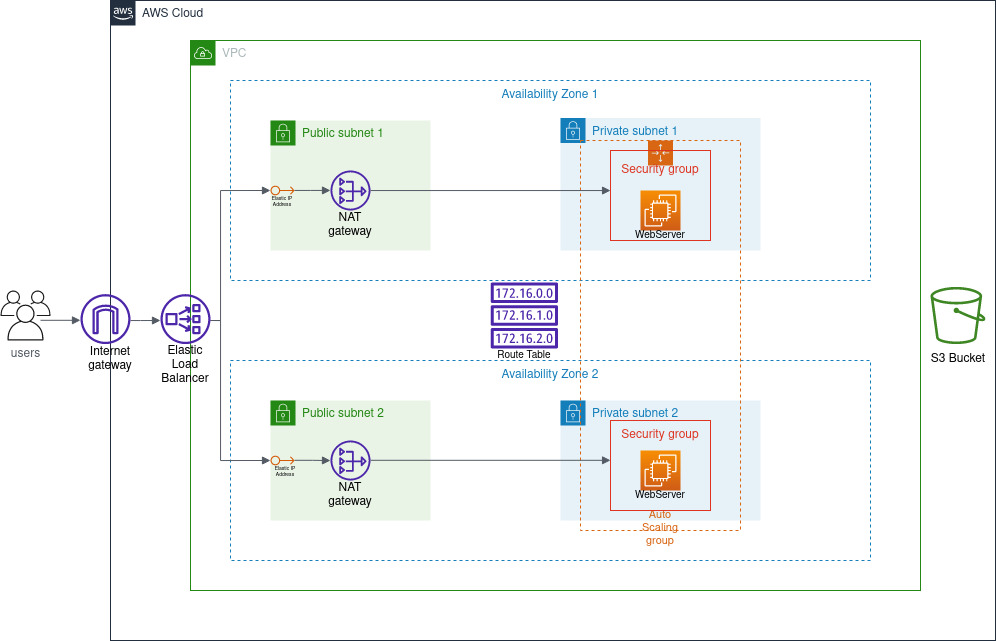 aws
AWS Cloud
VPC
Availability Zone 1
Public subnet 1
Elastic IP
Address
NAT
gateway
Private subnet 1
Security group
WebServer
users
Internet
gateway
Elastic
Load
Balancer
172.16.0.0
172.16.1.0
172.16.2.0
Route Table
S3 Bucket
Availability Zone 2
Public subnet 2
Elastic IP
Address
NAT
gateway
Private subnet 2
Security group
WebServer
Auto
Scaling
group